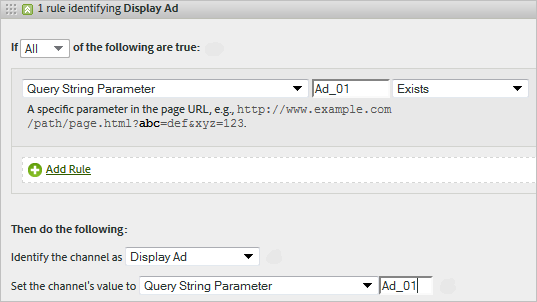 1 rule identifying Display Ad
If All of the following are true:
Query String Parameter Ad_01 Exists
A specific parameter in the page URL, e.g., http://www.example.com
/path/page.html?abc=def&xyz=123.
Add Rule
Then do the following:
Identify the channel as Display Ad
Set the channel's value to Query String Parameter Ad_01